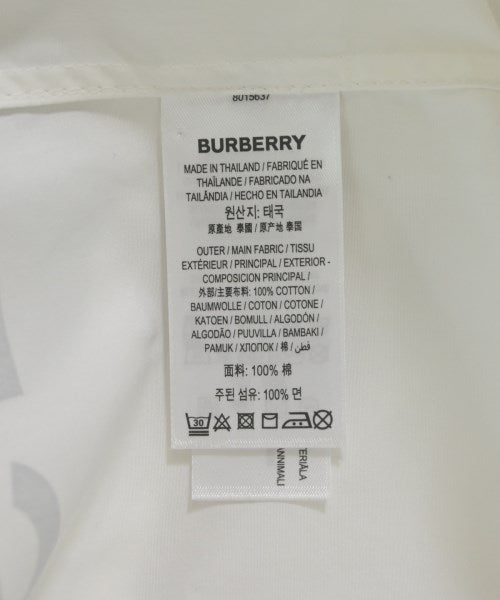 8015637
BURBERRY
MADE IN THAILAND / FABRIQUÉ EN
THAÏLANDE / FABRICADO NA
TAILÂNDIA / HECHO EN TAILANDIA
원산지: 태국
原產地 泰國 / 原产地 泰国
OUTER / MAIN FABRIC / TISSU
EXTÉRIEUR / PRINCIPAL / EXTERIOR -
COMPOSICION PRINCIPAL /
外部/主要布料: 100% COTTON /
BAUMWOLLE / COTON / COTONE /
KATOEN / BOMULL / ALGODÓN /
ALGODÃO / PUUVILLA / BAMBAKI /
PAMUK / ХЛОПОК / 棉 / قطن
面料: 100% 棉
주된 섬유: 100% 면
30
ANNIMALI